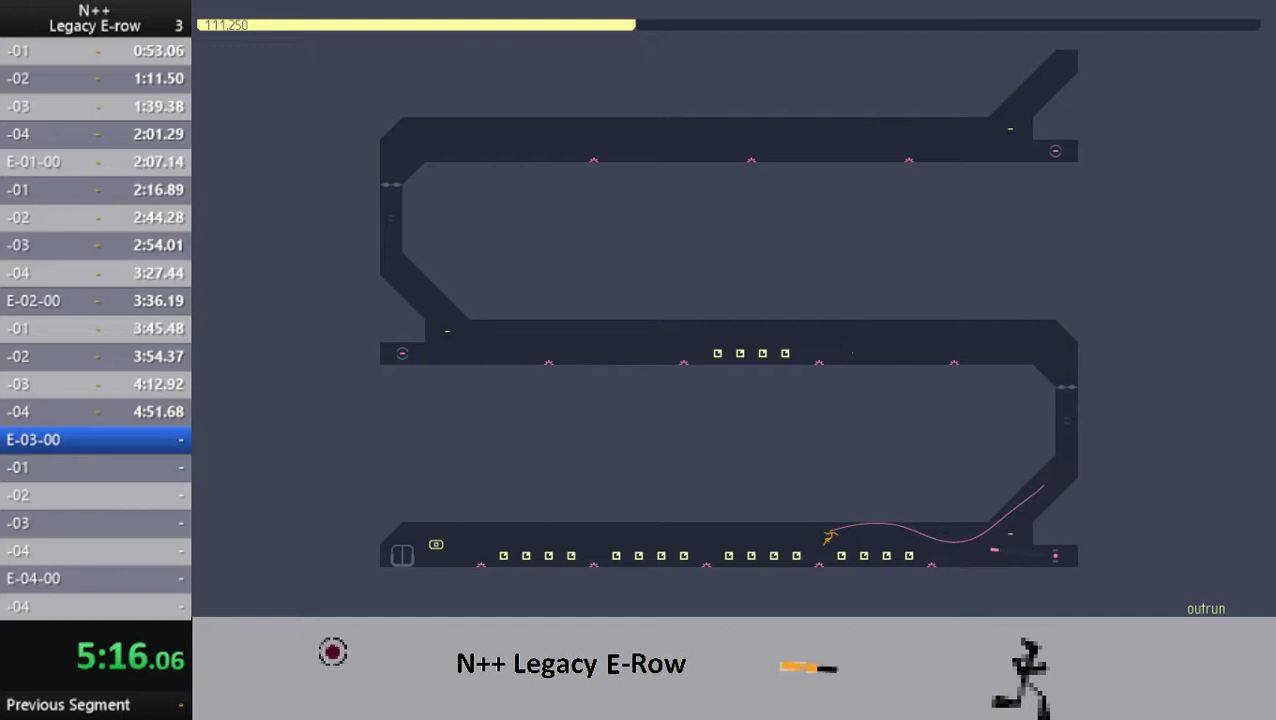 N++
Legacy E-row 3
-01 - 0:53.06
-02 - 1:11.50
-03 - 1:39.38
-04 - 2:01.29
E-01-00 - 2:07.14
-01 - 2:16.89
-02 - 2:44.28
-03 - 2:54.01
-04 - 3:27.44
E-02-00 - 3:36.19
-01 - 3:45.48
-02 - 3:54.37
-03 - 4:12.92
-04 - 4:51.68
E-03-00 -
-01 -
-02 -
-03 -
-04 -
E-04-00 -
-04 -
5:16.06
Previous Segment -
111.250
outrun
N++ Legacy E-Row